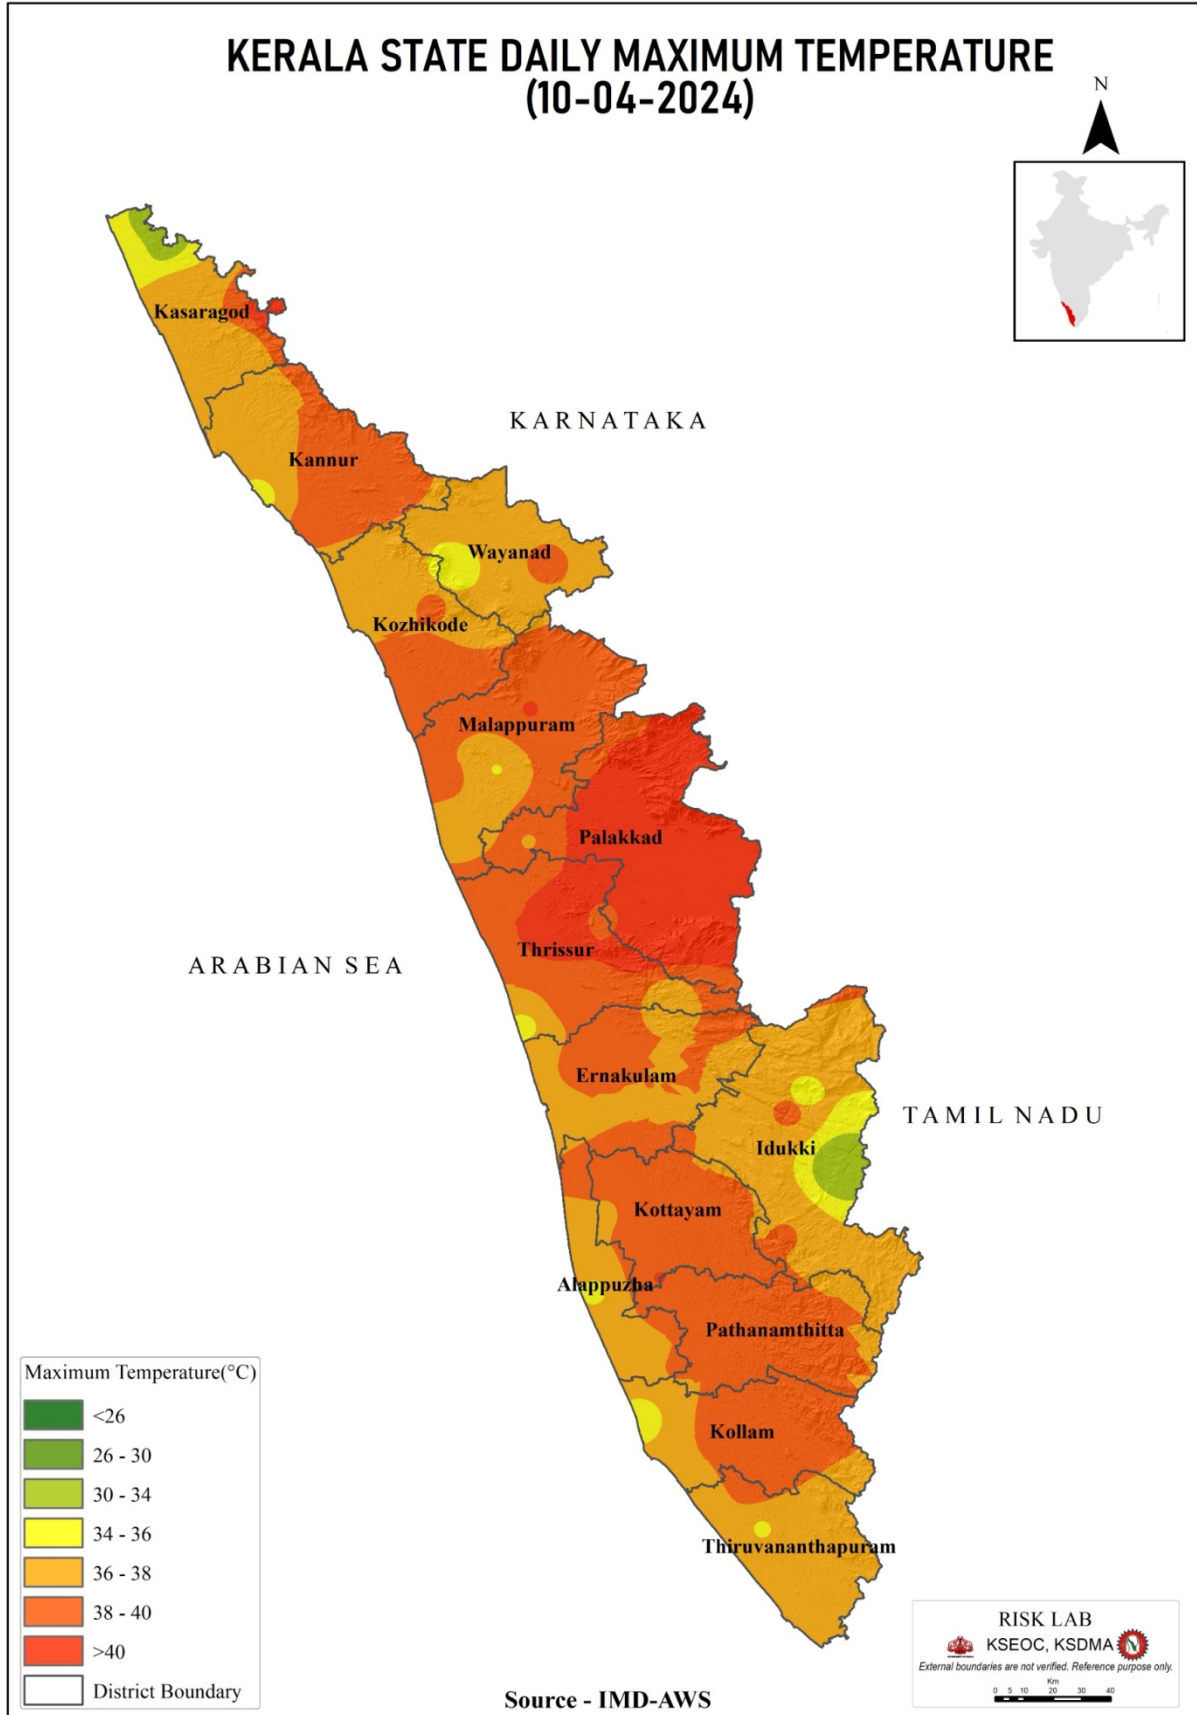 KERALA STATE DAILY MAXIMUM TEMPERATURE
(10-04-2024)
N
Kasaragod
KARNATAKA
Kannur
Wayanad
Kozhikode
Malappuram
Palakkad
Thrissur
ARABIAN SEA
Ernakulam
TAMIL NADU
Idukki
Kottayam
Alappuzha
Pathanamthitta
Kollam
Thiruvananthapuram
Maximum Temperature(°C)
<26
26 - 30
30 - 34
34 - 36
36 - 38
38 - 40
>40
District Boundary
Source - IMD-AWS
RISK LAB
KSEOC, KSDMA
External boundaries are not verified. Reference purpose only.
Km
0 5 10 20 30 40